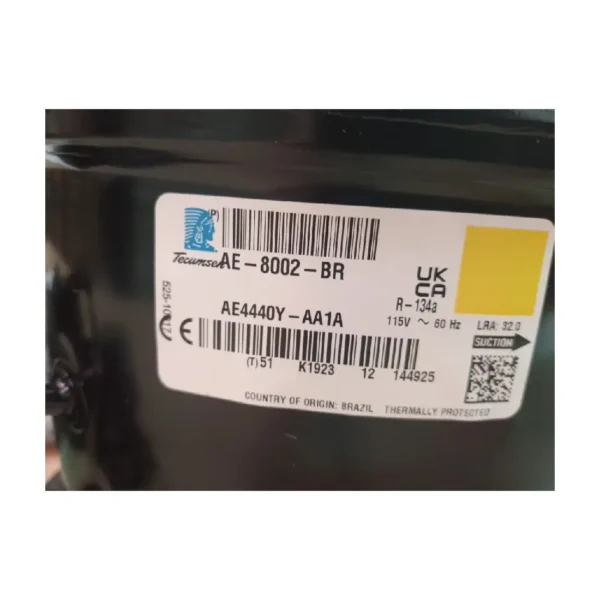 (P)
Tecumseh
AE-8002-BR
UK
CA
AE4440Y-AA1A
R-134a
115V ~ 60 Hz
LRA: 32.0
SUCTION
CE
(T)51 K1923 12 144925
CE
COUNTRY OF ORIGIN: BRAZIL THERMALLY PROTECTED